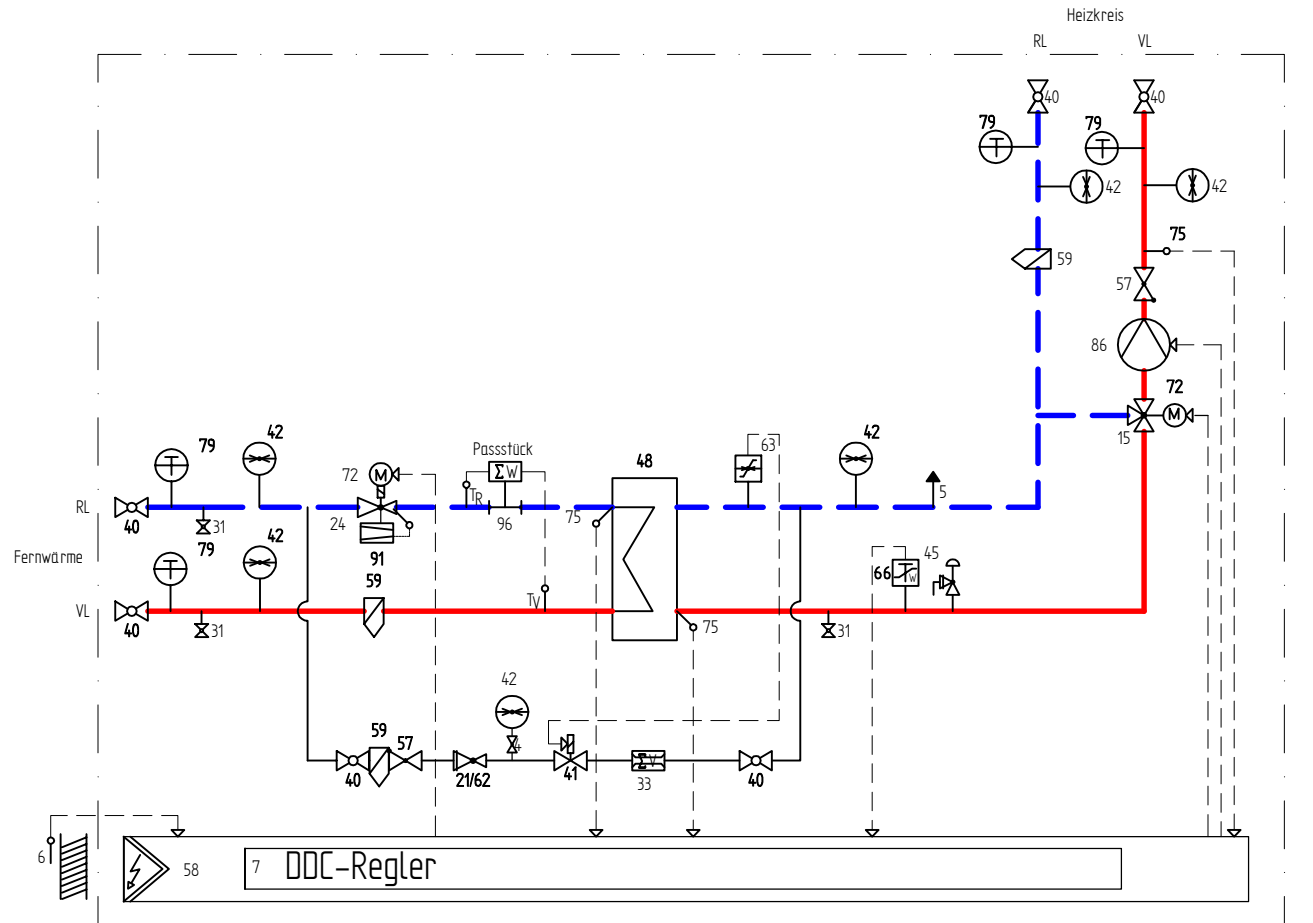 Heizkreis
RL VL
40 40
79 79
42 42
75
59 57
86
72
M
15
79 42 72 M Passstück ΣW 48 63 42
RL
40 31 24 91 TR 96 75 5
Fernwärme
79 42 59 66 W 45
VL
40 31 TV 75 31
42
59 57 4
40 21/62 41 ΣV 33 40
6 58 7 DDC-Regler